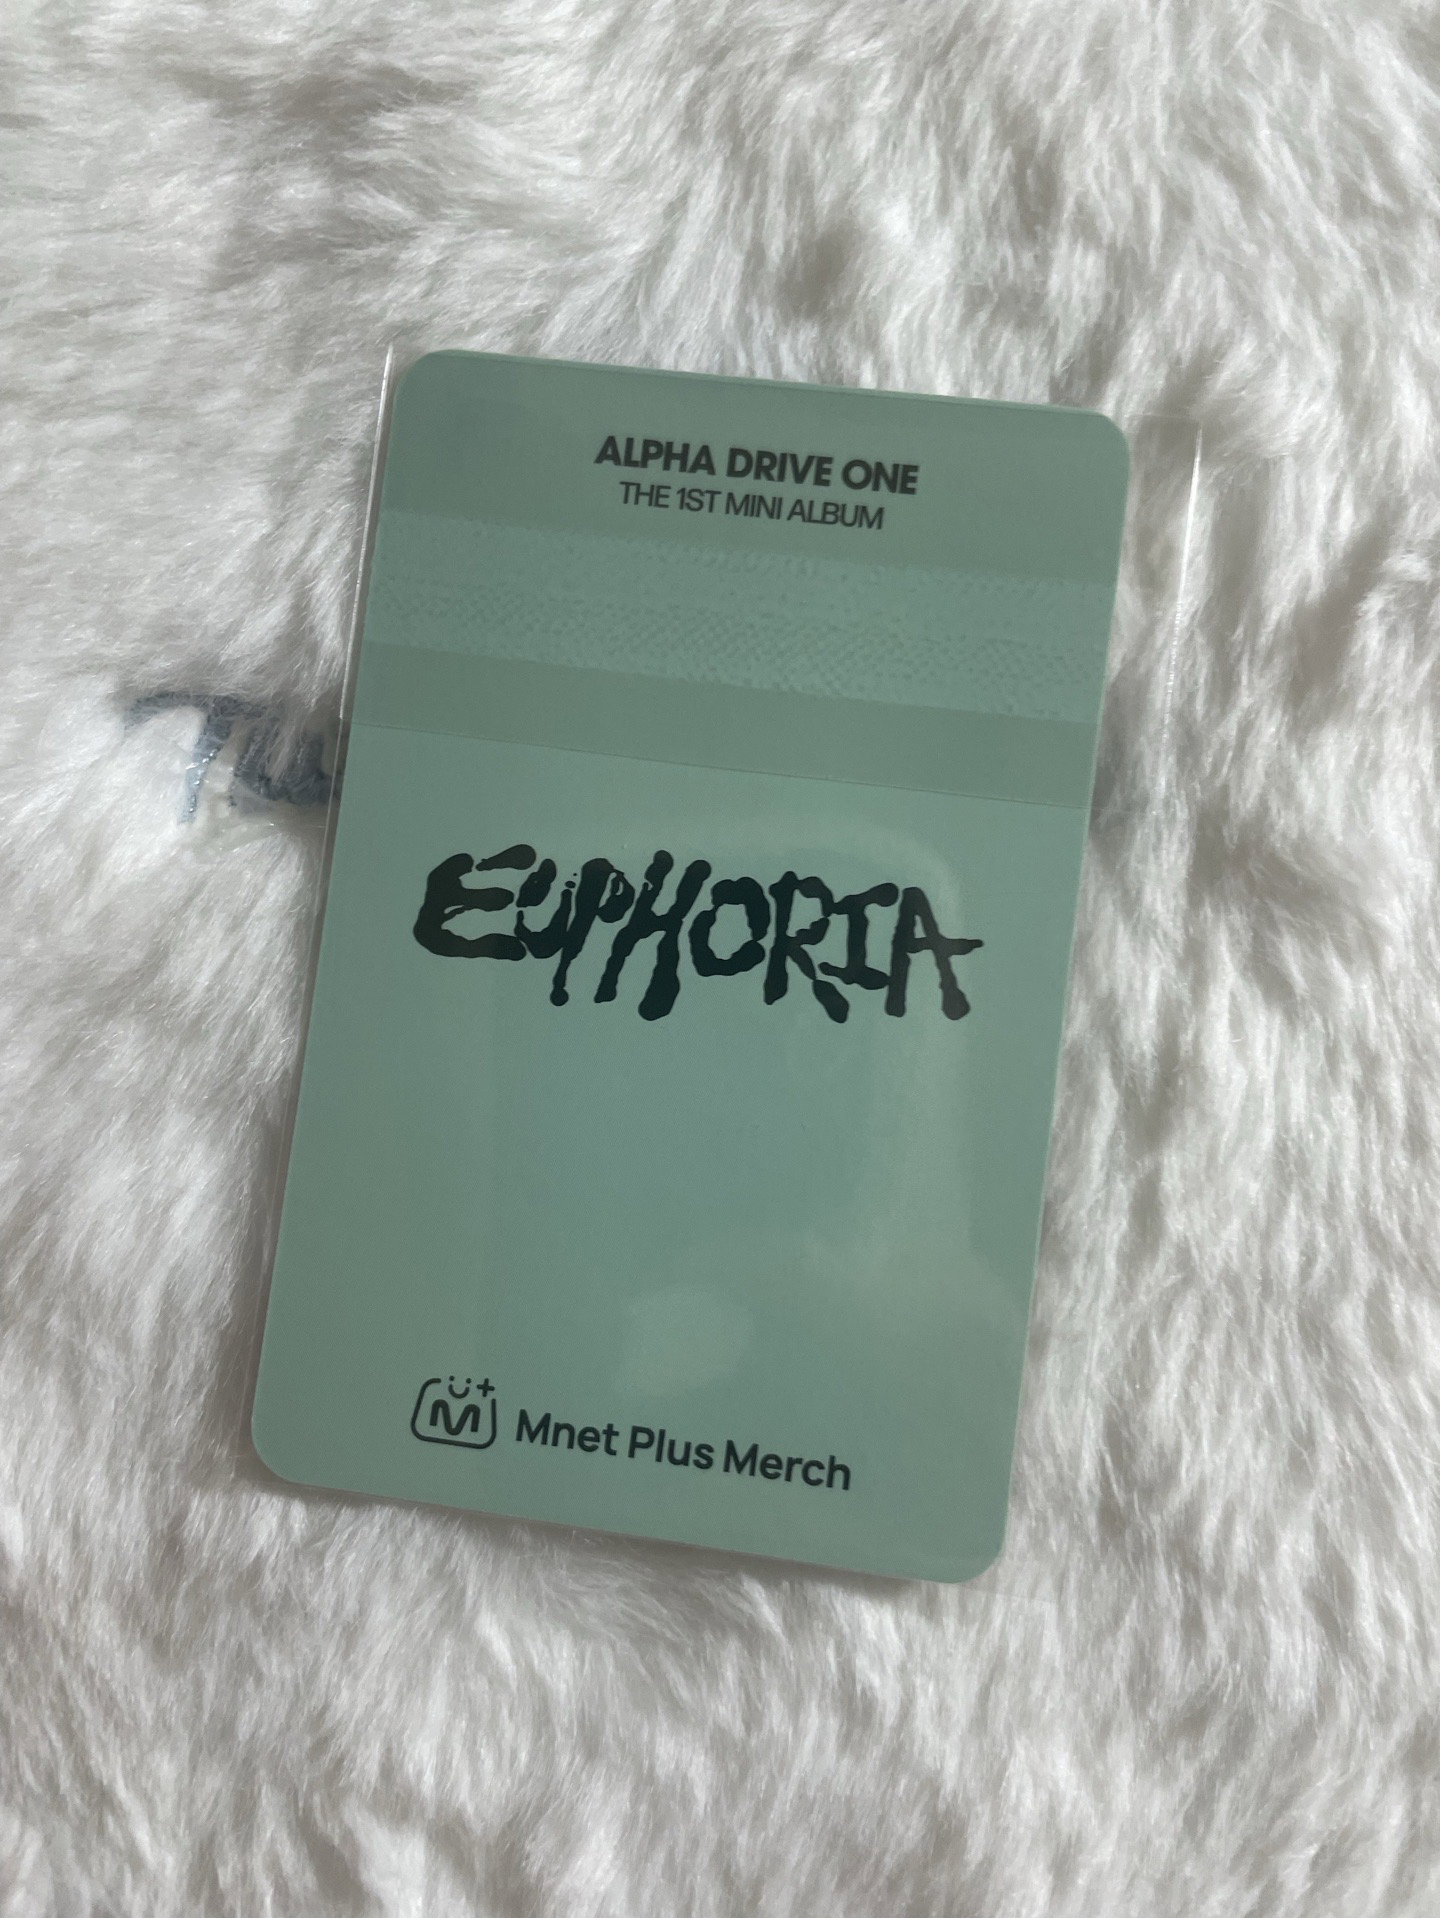 ALPHA DRIVE ONE
THE 1ST MINI ALBUM
EUPHORIA
Mnet Plus Merch